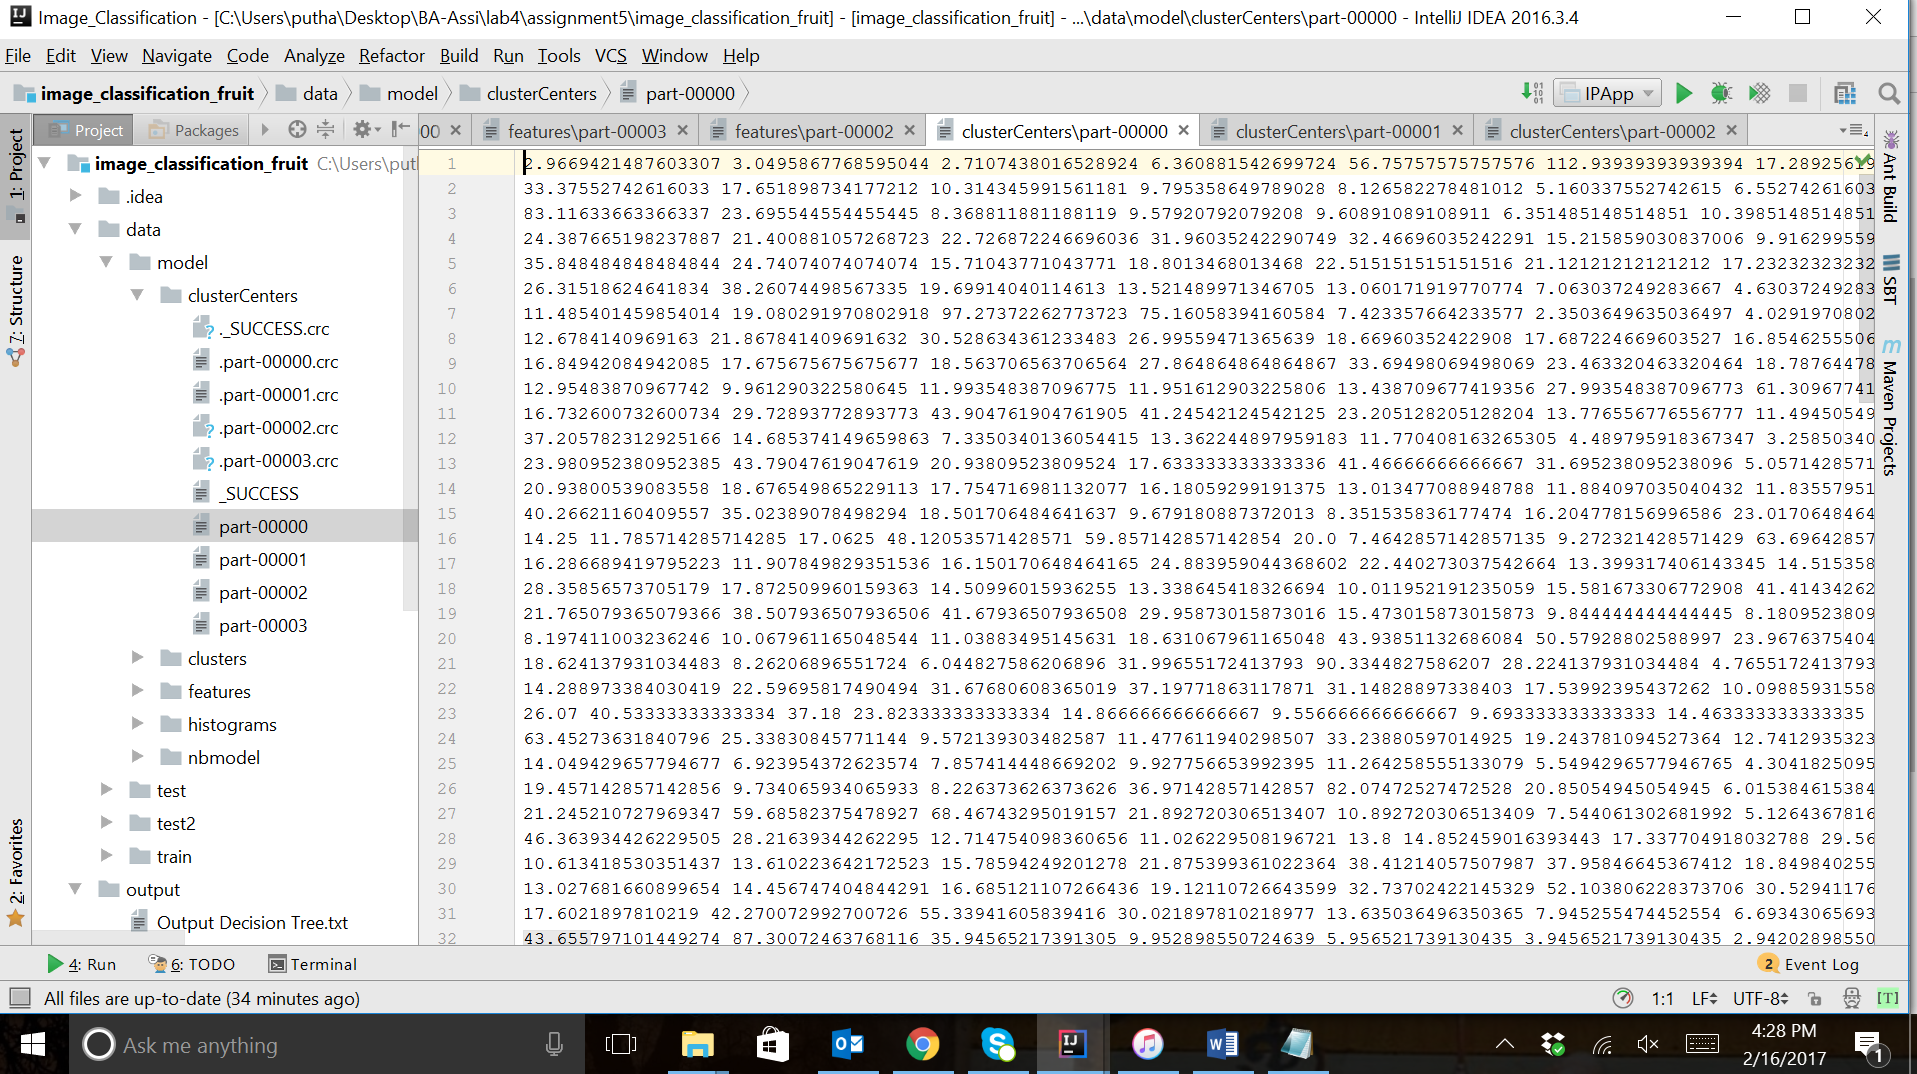 Image_Classification - [C:\Users\putha\Desktop\BA-Assi\lab4\assignment5\image_classification_fruit] - [image_classification_fruit] - ...\data\model\clusterCenters\part-00000 - IntelliJ IDEA 2016.3.4
File Edit View Navigate Code Analyze Refactor Build Run Tools VCS Window Help
image_classification_fruit data model clusterCenters part-00000 IPApp
Project Packages 00 features\part-00003 features\part-00002 clusterCenters\part-00000 clusterCenters\part-00001 clusterCenters\part-00002
1: Project
7: Structure
2: Favorites
image_classification_fruit C:\Users\put
.idea
data
model
clusterCenters
._SUCCESS.crc
.part-00000.crc
.part-00001.crc
.part-00002.crc
.part-00003.crc
_SUCCESS
part-00000
part-00001
part-00002
part-00003
clusters
features
histograms
nbmodel
test
test2
train
output
Output Decision Tree.txt
1 2.9669421487603307 3.0495867768595044 2.7107438016528924 6.360881542699724 56.75757575757576 112.93939393939394 17.289256
2 33.37552742616033 17.651898734177212 10.314345991561181 9.795358649789028 8.126582278481012 5.160337552742615 6.55274261603
3 83.11633663366337 23.695544554455445 8.368811881188119 9.57920792079208 9.60891089108911 6.351485148514851 10.3985148514851
4 24.387665198237887 21.400881057268723 22.726872246696036 31.96035242290749 32.46696035242291 15.215859030837006 9.916299559
5 35.848484848484844 24.74074074074074 15.71043771043771 18.8013468013468 22.515151515151516 21.12121212121212 17.23232323232
6 26.31518624641834 38.26074498567335 19.69914040114613 13.521489971346705 13.060171919770774 7.063037249283667 4.63037249283
7 11.485401459854014 19.080291970802918 97.27372262773723 75.16058394160584 7.423357664233577 2.3503649635036497 4.0291970802
8 12.6784140969163 21.867841409691632 30.528634361233483 26.99559471365639 18.66960352422908 17.687224669603527 16.8546255506
9 16.84942084942085 17.675675675675677 18.563706563706564 27.864864864864867 33.69498069498069 23.463320463320464 18.78764478
10 12.95483870967742 9.961290322580645 11.993548387096775 11.951612903225806 13.438709677419356 27.993548387096773 61.30967741
11 16.732600732600734 29.72893772893773 43.904761904761905 41.24542124542125 23.205128205128204 13.776556776556777 11.49450549
12 37.205782312925166 14.685374149659863 7.3350340136054415 13.362244897959183 11.770408163265305 4.489795918367347 3.25850340
13 23.980952380952385 43.79047619047619 20.93809523809524 17.633333333333336 41.46666666666667 31.695238095238096 5.0571428571
14 20.93800539083558 18.676549865229113 17.754716981132077 16.18059299191375 13.013477088948788 11.884097035040432 11.83557951
15 40.26621160409557 35.02389078498294 18.501706484641637 9.679180887372013 8.351535836177474 16.204778156996586 23.0170648464
16 14.25 11.785714285714285 17.0625 48.12053571428571 59.857142857142854 20.0 7.4642857142857135 9.272321428571429 63.69642857
17 16.286689419795223 11.907849829351536 16.150170648464165 24.883959044368602 22.440273037542664 13.399317406143345 14.515358
18 28.35856573705179 17.872509960159363 14.50996015936255 13.338645418326694 10.011952191235059 15.581673306772908 41.41434262
19 21.765079365079366 38.507936507936506 41.67936507936508 29.95873015873016 15.473015873015873 9.844444444444445 8.1809523809
20 8.197411003236246 10.067961165048544 11.03883495145631 18.631067961165048 43.93851132686084 50.57928802588997 23.9676375404
21 18.624137931034483 8.26206896551724 6.044827586206896 31.99655172413793 90.3344827586207 28.224137931034484 4.7655172413793
22 14.288973384030419 22.59695817490494 31.67680608365019 37.19771863117871 31.14828897338403 17.53992395437262 10.09885931558
23 26.07 40.53333333333334 37.18 23.823333333333334 14.866666666666667 9.556666666666667 9.693333333333333 14.463333333333335
24 63.45273631840796 25.33830845771144 9.572139303482587 11.477611940298507 33.23880597014925 19.243781094527364 12.7412935323
25 14.049429657794677 6.923954372623574 7.857414448669202 9.927756653992395 11.264258555133079 5.5494296577946765 4.3041825095
26 19.457142857142856 9.734065934065933 8.226373626373626 36.97142857142857 82.07472527472528 20.85054945054945 6.015384615384
27 21.245210727969347 59.68582375478927 68.46743295019157 21.892720306513407 10.892720306513409 7.544061302681992 5.1264367816
28 46.363934426229505 28.21639344262295 12.714754098360656 11.026229508196721 13.8 14.852459016393443 17.337704918032788 29.56
29 10.613418530351437 13.610223642172523 15.78594249201278 21.875399361022364 38.41214057507987 37.95846645367412 18.849840255
30 13.027681660899654 14.456747404844291 16.685121107266436 19.12110726643599 32.73702422145329 52.103806228373706 30.52941176
31 17.6021897810219 42.270072992700726 55.33941605839416 30.021897810218977 13.635036496350365 7.945255474452554 6.69343065693
32 43.655797101449274 87.30072463768116 35.94565217391305 9.952898550724639 5.956521739130435 3.9456521739130435 2.94202898550
Ant Build
SBT
Maven Projects
4: Run 6: TODO Terminal 2 Event Log
All files are up-to-date (34 minutes ago) 1:1 LF UTF-8 [T]
Ask me anything
4:28 PM
2/16/2017
1